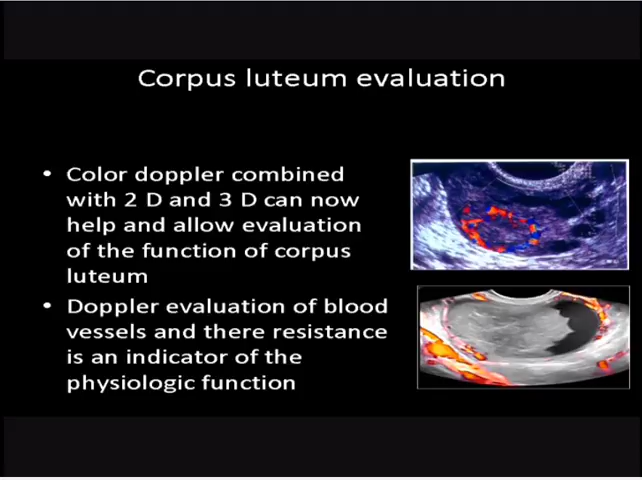 Corpus luteum evaluation
• Color doppler combined
with 2 D and 3 D can now
help and allow evaluation
of the function of corpus
luteum
• Doppler evaluation of blood
vessels and there resistance
is an indicator of the
physiologic function